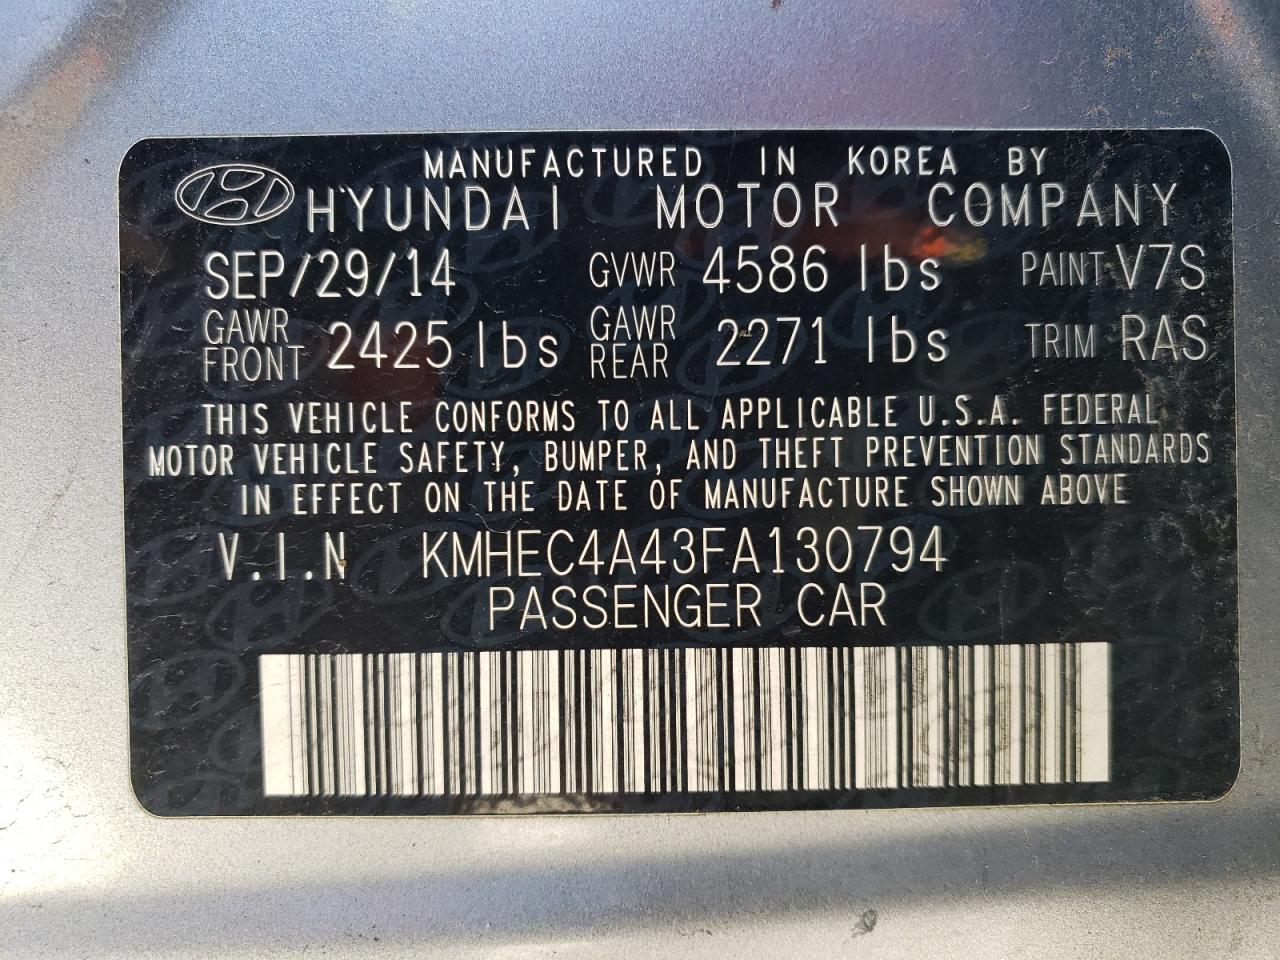 MANUFACTURED IN KOREA BY
HYUNDAI MOTOR COMPANY
SEP/29/14 GVWR 4586 lbs PAINT V7S
GAWR FRONT 2425 lbs GAWR REAR 2271 lbs TRIM RAS
THIS VEHICLE CONFORMS TO ALL APPLICABLE U.S.A. FEDERAL
MOTOR VEHICLE SAFETY, BUMPER, AND THEFT PREVENTION STANDARDS
IN EFFECT ON THE DATE OF MANUFACTURE SHOWN ABOVE
V.I.N KMHEC4A43FA130794
PASSENGER CAR